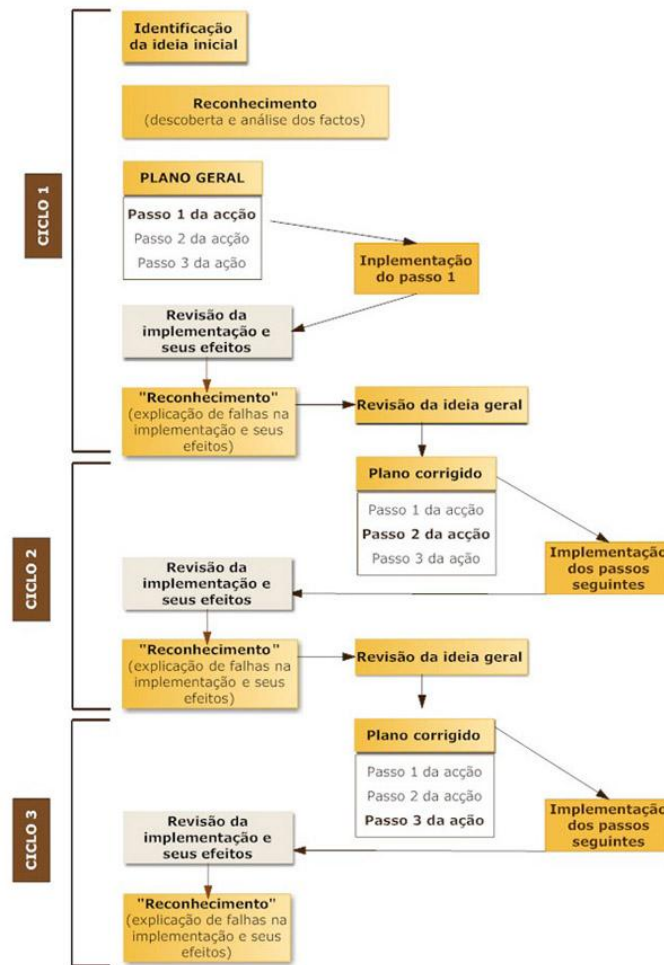 Identificação
da ideia inicial
Reconhecimento
(descoberta e análise dos factos)
CICLO 1
PLANO GERAL
Passo 1 da acção
Passo 2 da acção
Passo 3 da ação
Inplementação
do passo 1
Revisão da
implementação e
seus efeitos
"Reconhecimento"
(explicação de falhas na
implementação e seus
efeitos)
Revisão da ideia geral
CICLO 2
Plano corrigido
Passo 1 da acção
Passo 2 da acção
Passo 3 da ação
Implementação
dos passos
seguintes
Revisão da
implementação e
seus efeitos
"Reconhecimento"
(explicação de falhas na
implementação e seus
efeitos)
Revisão da ideia geral
CICLO 3
Plano corrigido
Passo 1 da acção
Passo 2 da acção
Passo 3 da ação
Implementação
dos passos
seguintes
Revisão da
implementação e
seus efeitos
"Reconhecimento"
(explicação de falhas na
implementação e seus
efeitos)